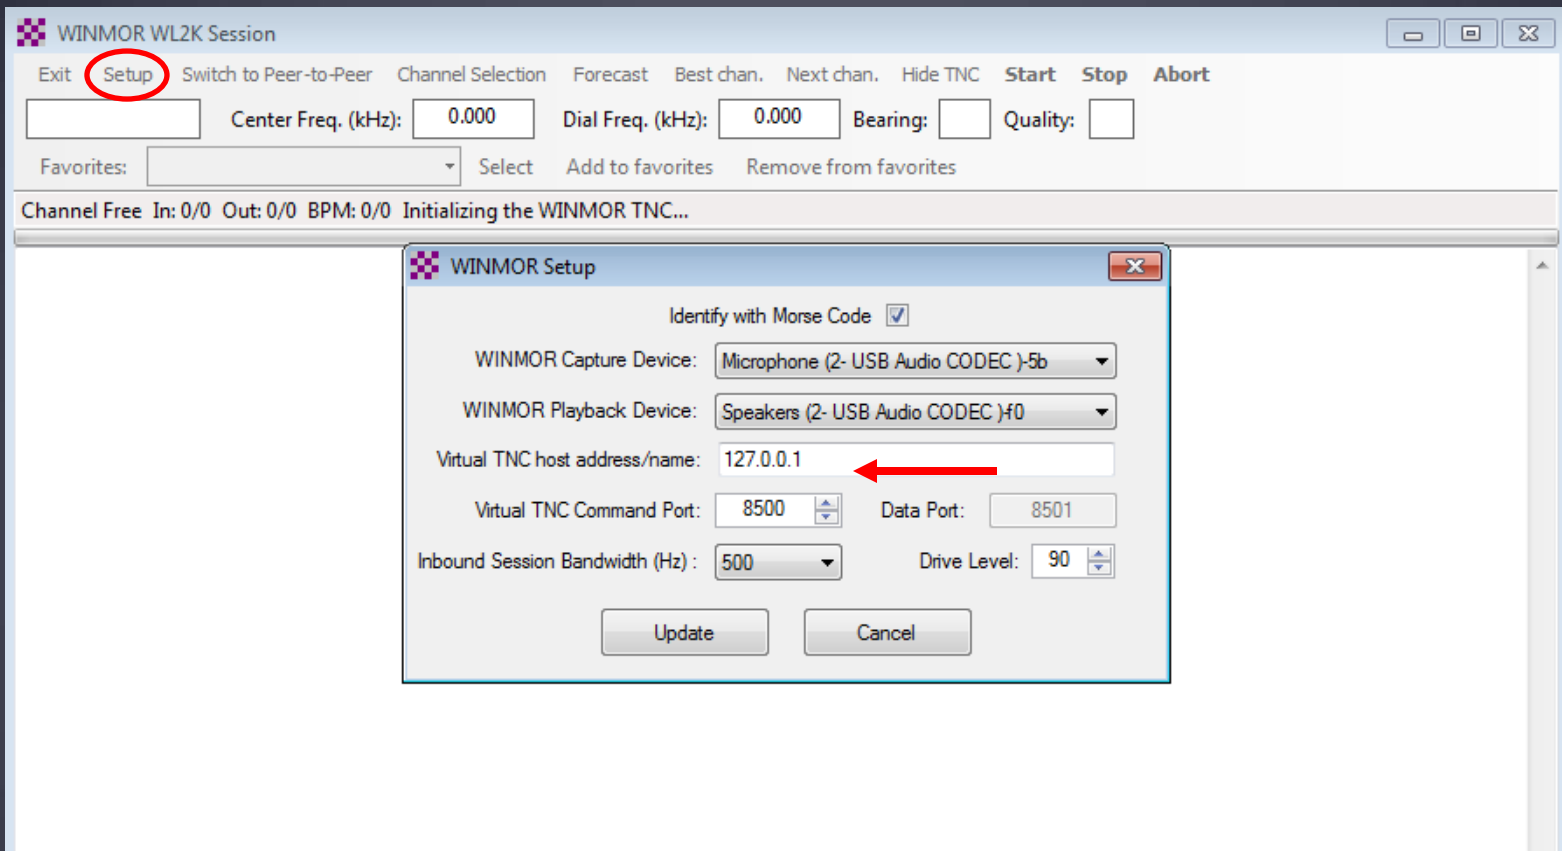 WINMOR WL2K Session
Exit Setup Switch to Peer-to-Peer Channel Selection Forecast Best chan. Next chan. Hide TNC Start Stop Abort
Center Freq. (kHz): 0.000 Dial Freq. (kHz): 0.000 Bearing: Quality:
Favorites: Select Add to favorites Remove from favorites
Channel Free In: 0/0 Out: 0/0 BPM: 0/0 Initializing the WINMOR TNC...
WINMOR Setup
Identify with Morse Code
WINMOR Capture Device: Microphone (2- USB Audio CODEC )-5b
WINMOR Playback Device: Speakers (2- USB Audio CODEC )-f0
Virtual TNC host address/name: 127.0.0.1
Virtual TNC Command Port: 8500 Data Port: 8501
Inbound Session Bandwidth (Hz) : 500 Drive Level: 90
Update Cancel